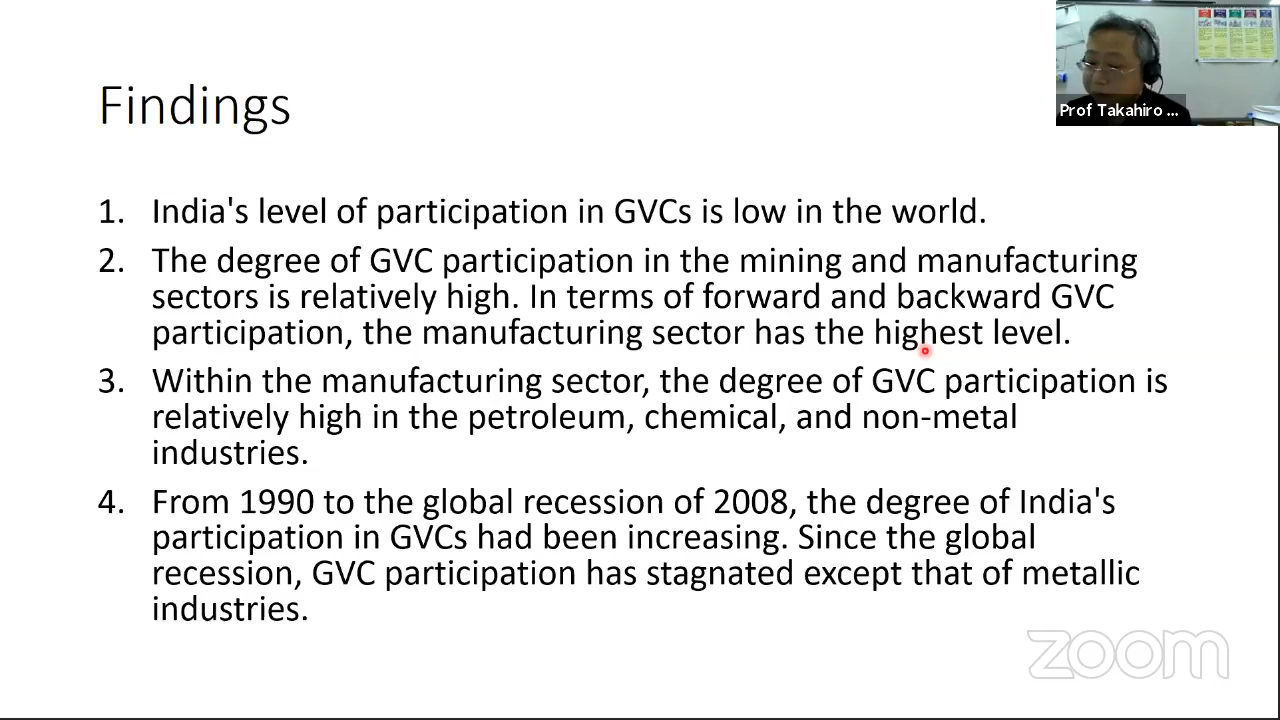 Findings
Prof Takahiro ...
1. India's level of participation in GVCs is low in the world.
2. The degree of GVC participation in the mining and manufacturing
sectors is relatively high. In terms of forward and backward GVC
participation, the manufacturing sector has the highest level.
3. Within the manufacturing sector, the degree of GVC participation is
relatively high in the petroleum, chemical, and non-metal
industries.
4. From 1990 to the global recession of 2008, the degree of India's
participation in GVCs had been increasing. Since the global
recession, GVC participation has stagnated except that of metallic
industries.
zoom